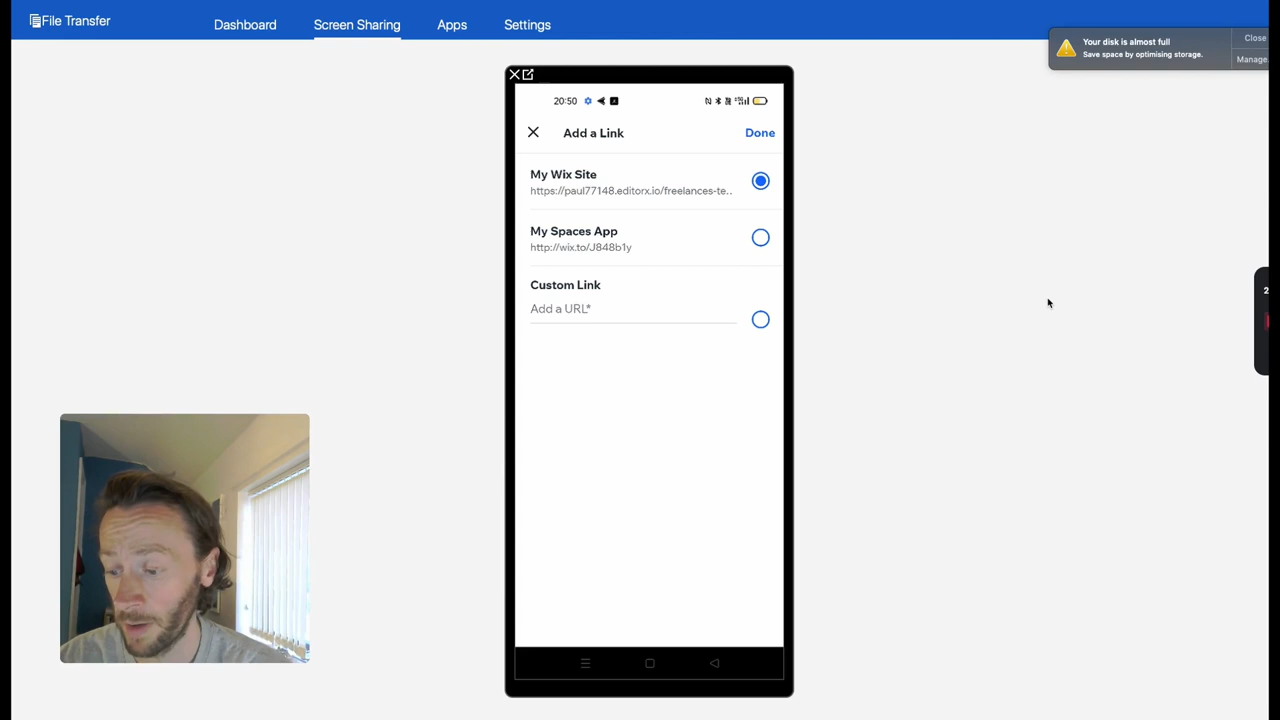 File Transfer
Dashboard
Screen Sharing
Apps
Settings
Your disk is almost full
Save space by optimising storage.
Close
Manage
20:50
Add a Link
Done
My Wix Site
https://paul77148.editorx.io/freelances-te..
My Spaces App
http://wix.to/J848b1y
Custom Link
Add a URL*
2